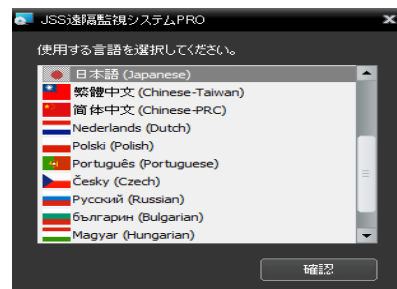 JSS遠隔監視システムPRO
使用する言語を選択してください。
日本語 (Japanese)
繁體中文 (Chinese-Taiwan)
简体中文 (Chinese-PRC)
Nederlands (Dutch)
Polski (Polish)
Português (Portuguese)
Česky (Czech)
Русский (Russian)
българин (Bulgarian)
Magyar (Hungarian)
確認